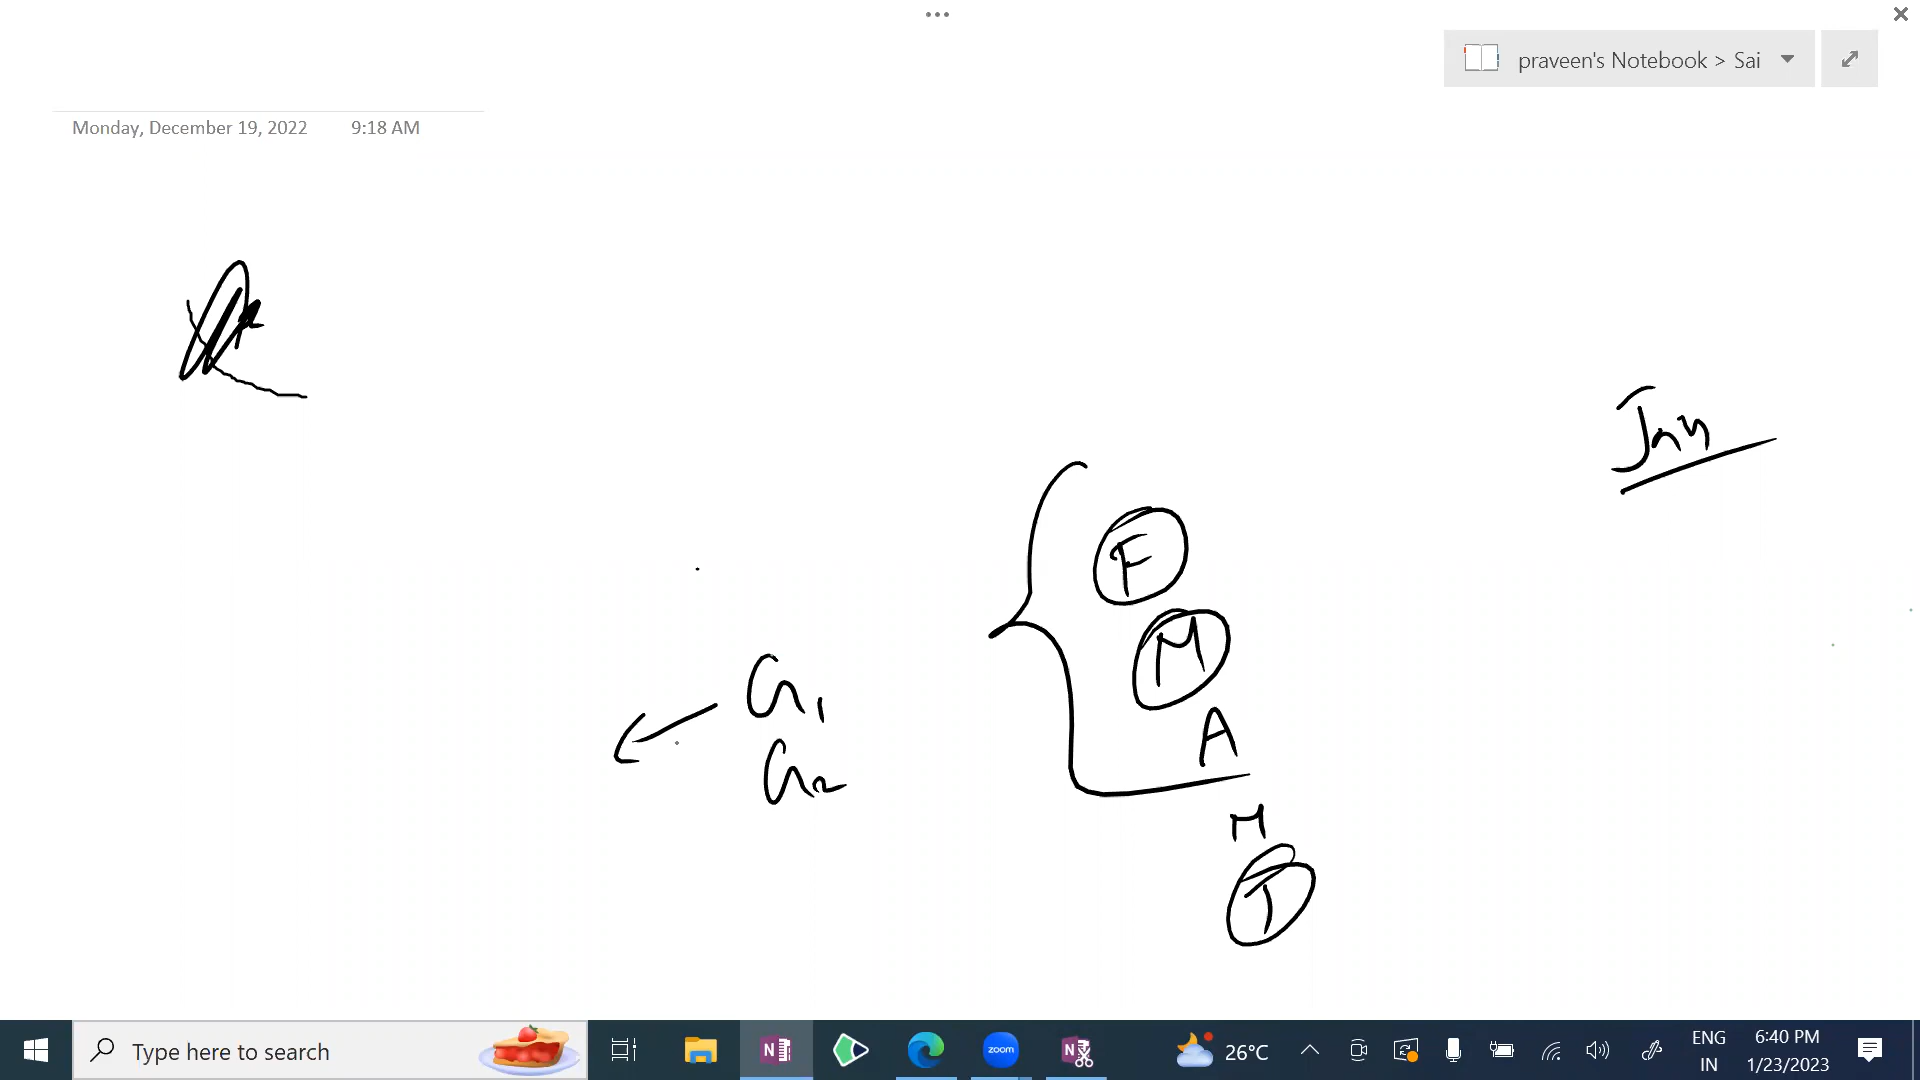 praveen's Notebook > Sai
Monday, December 19, 2022 9:18 AM
Jan
F
M
G1
A
G2
M
J
Type here to search
N
zoom
N
26°C
ENG
IN
6:40 PM
1/23/2023